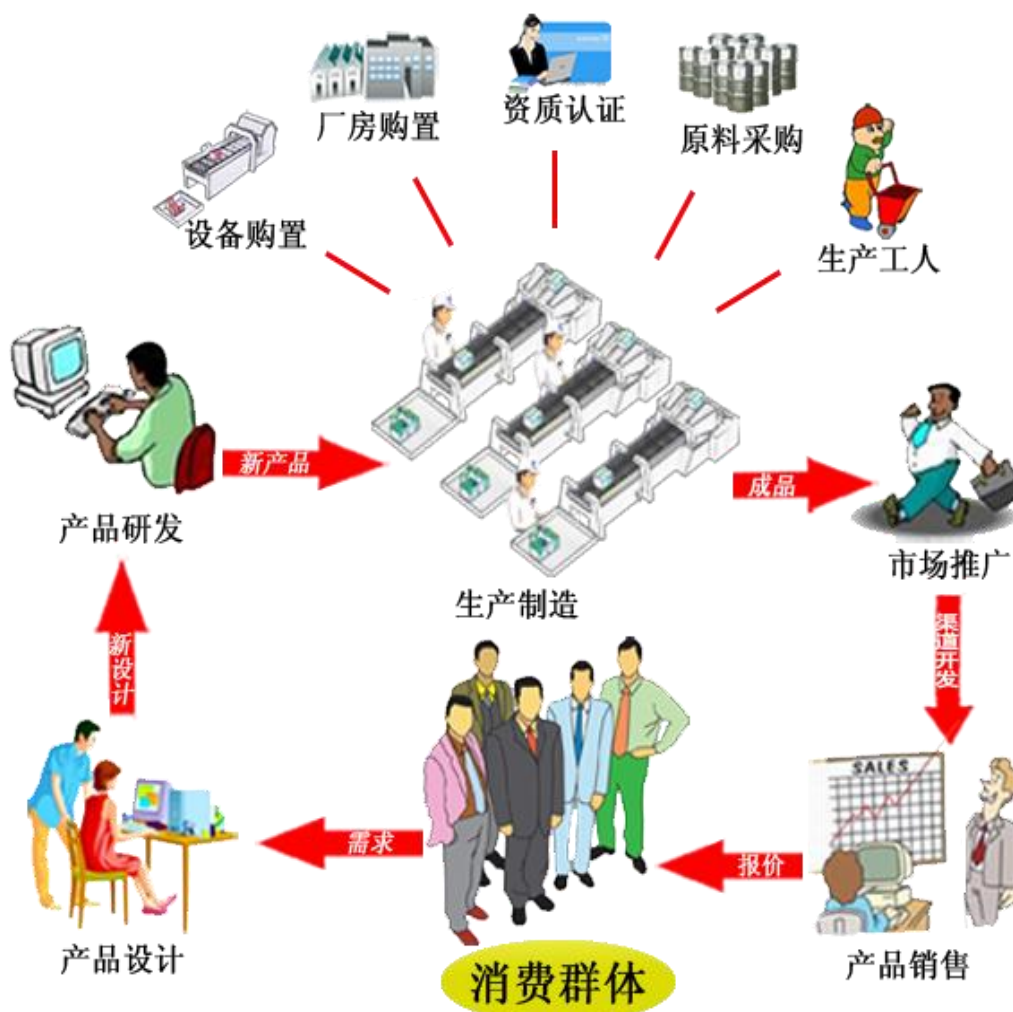 厂房购置
资质认证
原料采购
设备购置
生产工人
新产品
成品
产品研发
市场推广
生产制造
新设计
渠道开发
SALES
需求
报价
产品设计
产品销售
消费群体